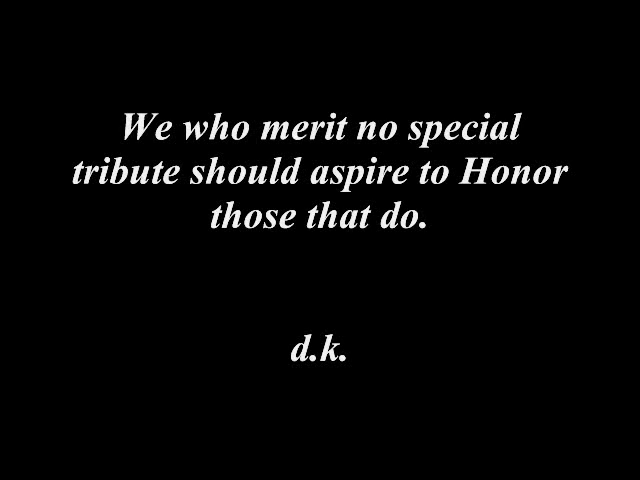 We who merit no special
tribute should aspire to Honor
those that do.
d.k.